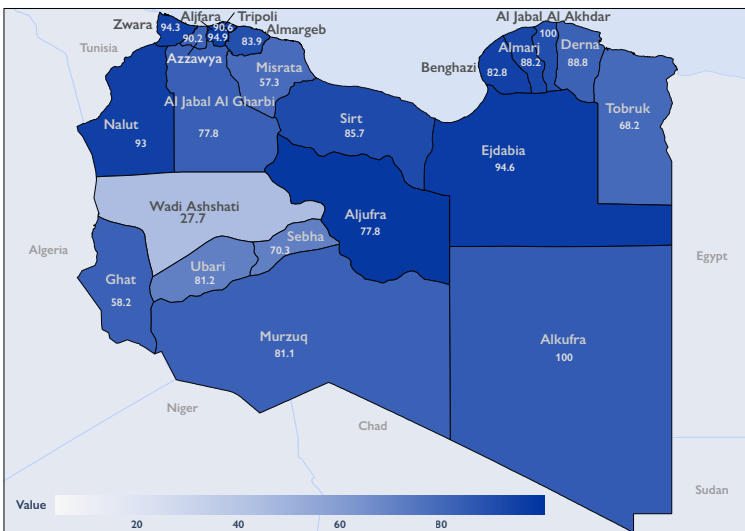 Aljfara
90.6
Tripoli
Al Jabal Al Akhdar
Zwara
94.3
90.2
94.9
Almargeb
83.9
100
Tunisia
Azzawya
Almarj
88.2
Derna
88.8
Misrata
57.3
Benghazi
82.8
Al Jabal Al Gharbi
77.8
Tobruk
68.2
Nalut
93
Sirt
85.7
Ejdabia
94.6
Wadi Ashshati
27.7
Aljufra
77.8
Sebha
70.3
Algeria
Egypt
Ubari
81.2
Ghat
58.2
Murzuq
81.1
Alkufra
100
Niger
Chad
Sudan
Value
20 40 60 80